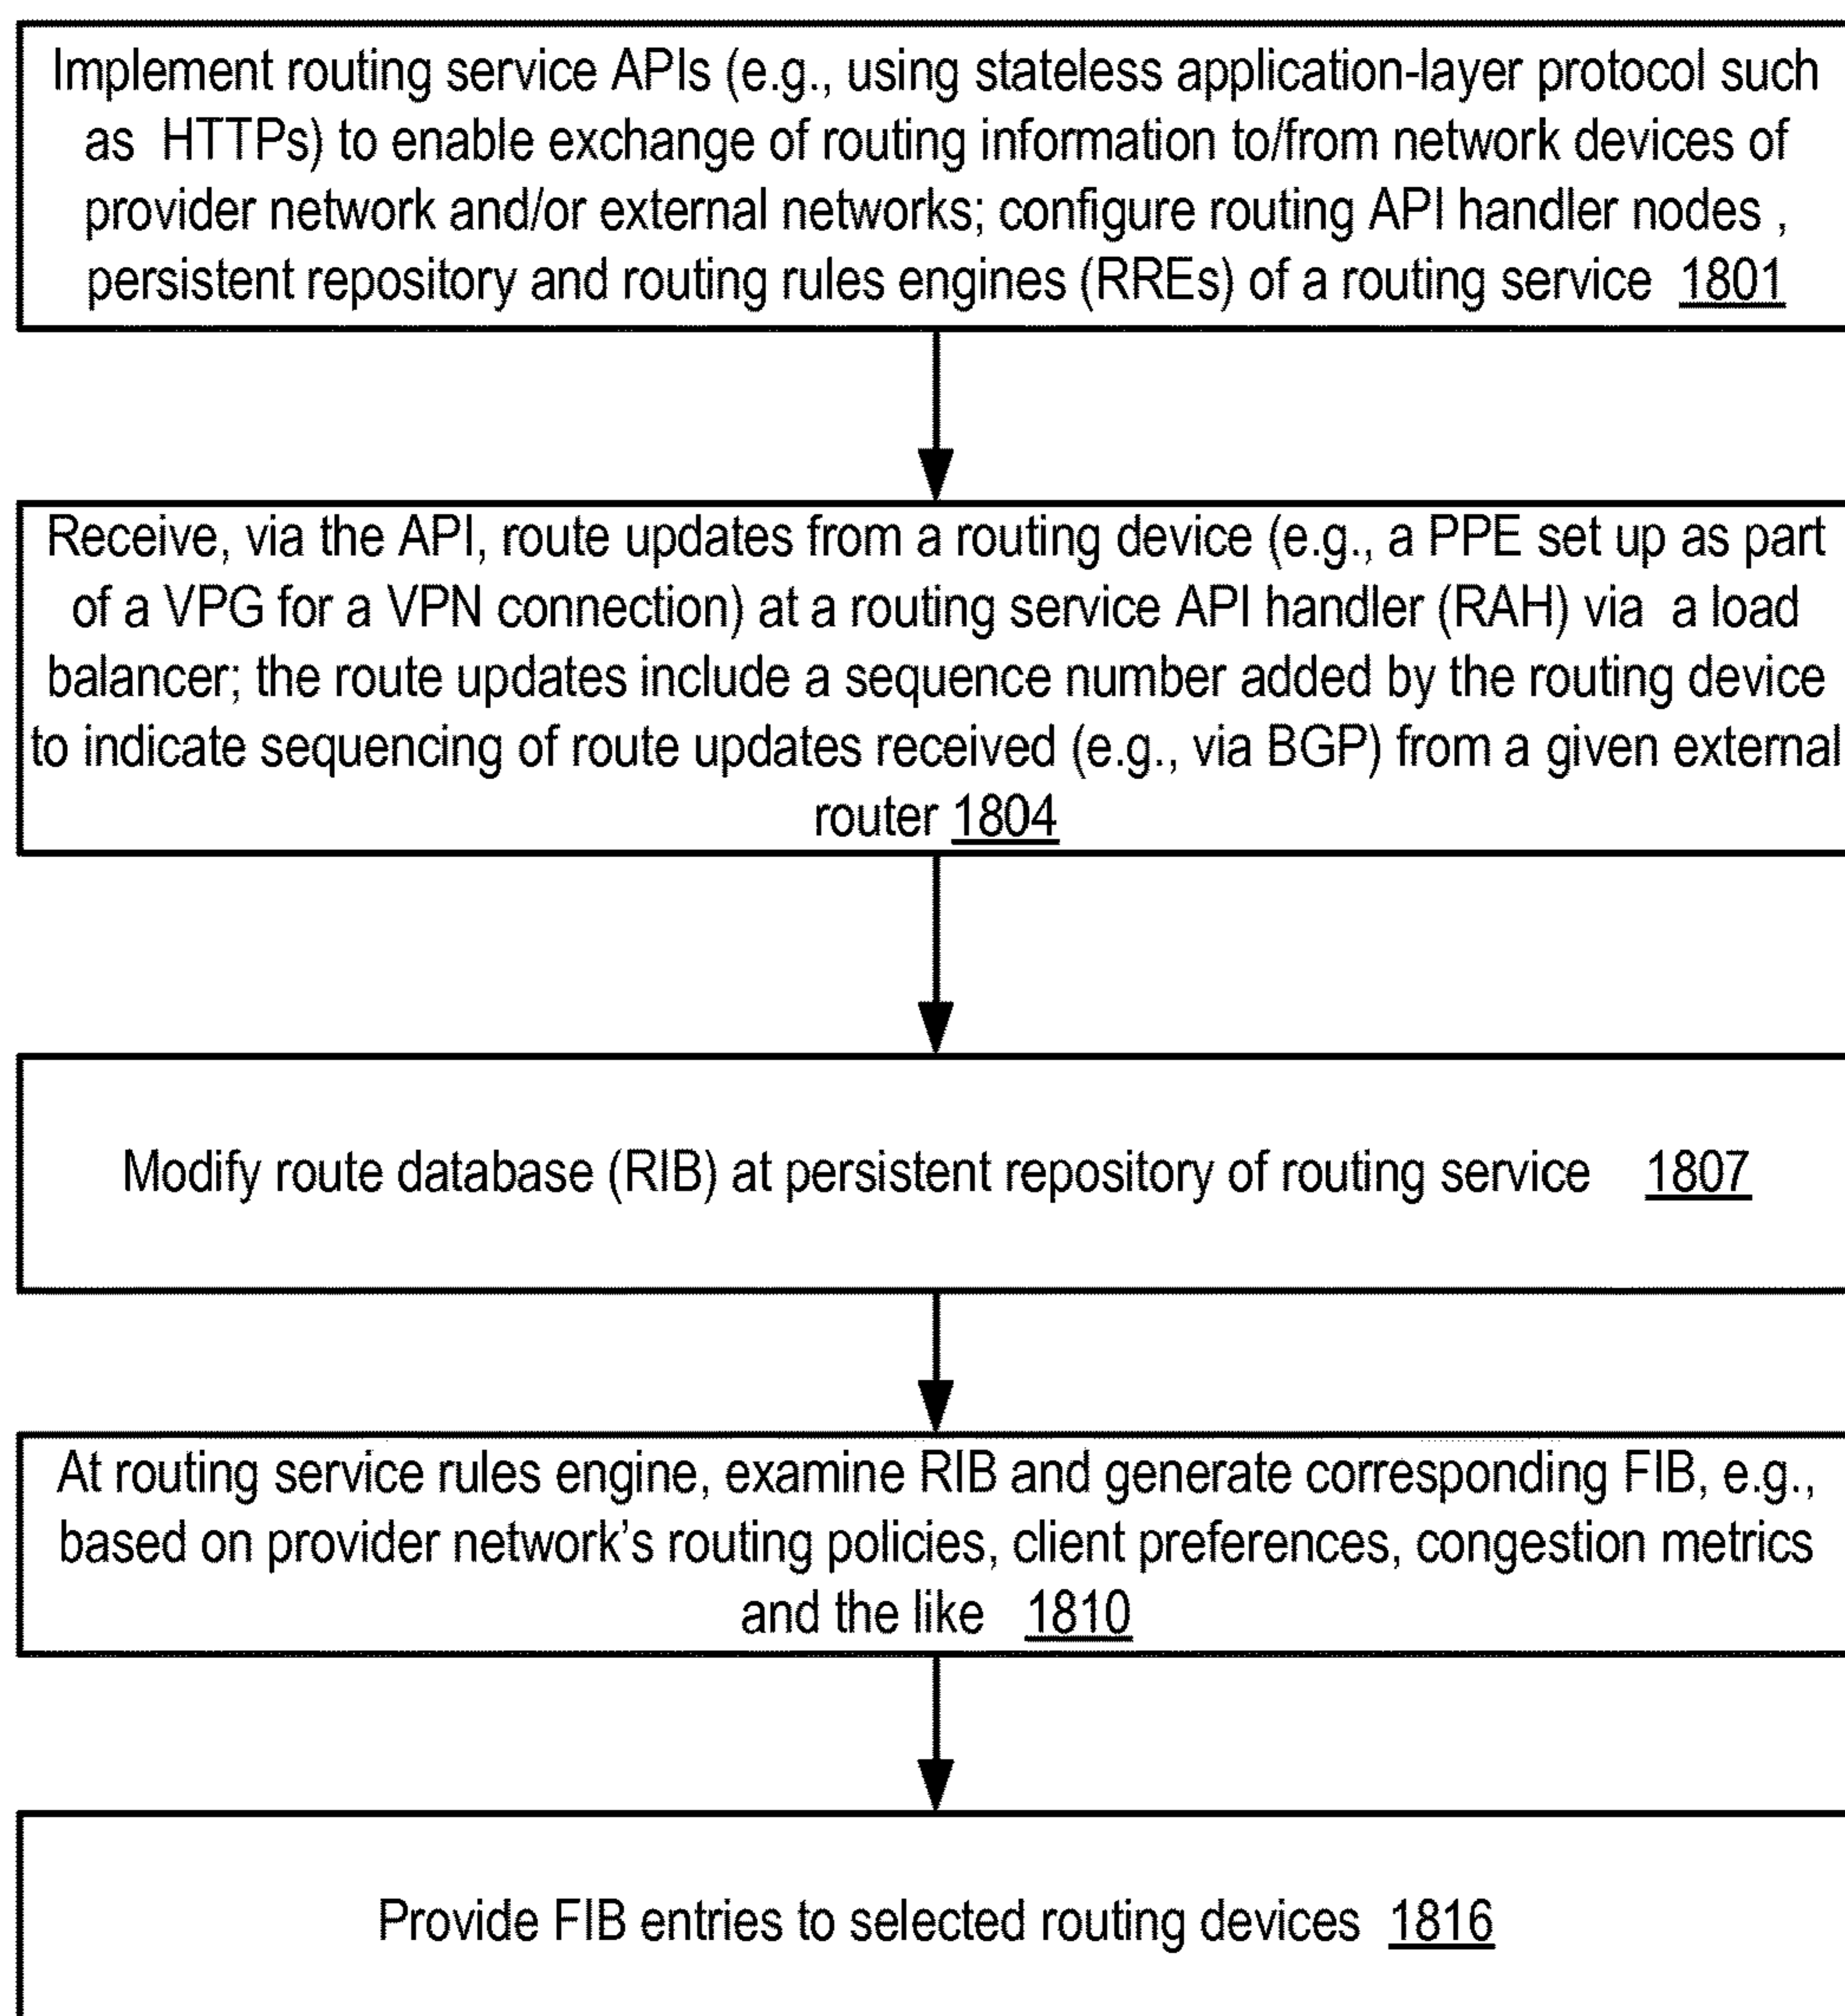 Implement routing service APIs (e.g., using stateless application-layer protocol such
as HTTPs) to enable exchange of routing information to/from network devices of
provider network and/or external networks; configure routing API handler nodes ,
persistent repository and routing rules engines (RREs) of a routing service 1801
Receive, via the API, route updates from a routing device (e.g., a PPE set up as part
of a VPG for a VPN connection) at a routing service API handler (RAH) via a load
balancer; the route updates include a sequence number added by the routing device
to indicate sequencing of route updates received (e.g., via BGP) from a given external
router 1804
Modify route database (RIB) at persistent repository of routing service 1807
At routing service rules engine, examine RIB and generate corresponding FIB, e.g.,
based on provider network’s routing policies, client preferences, congestion metrics
and the like 1810
Provide FIB entries to selected routing devices 1816